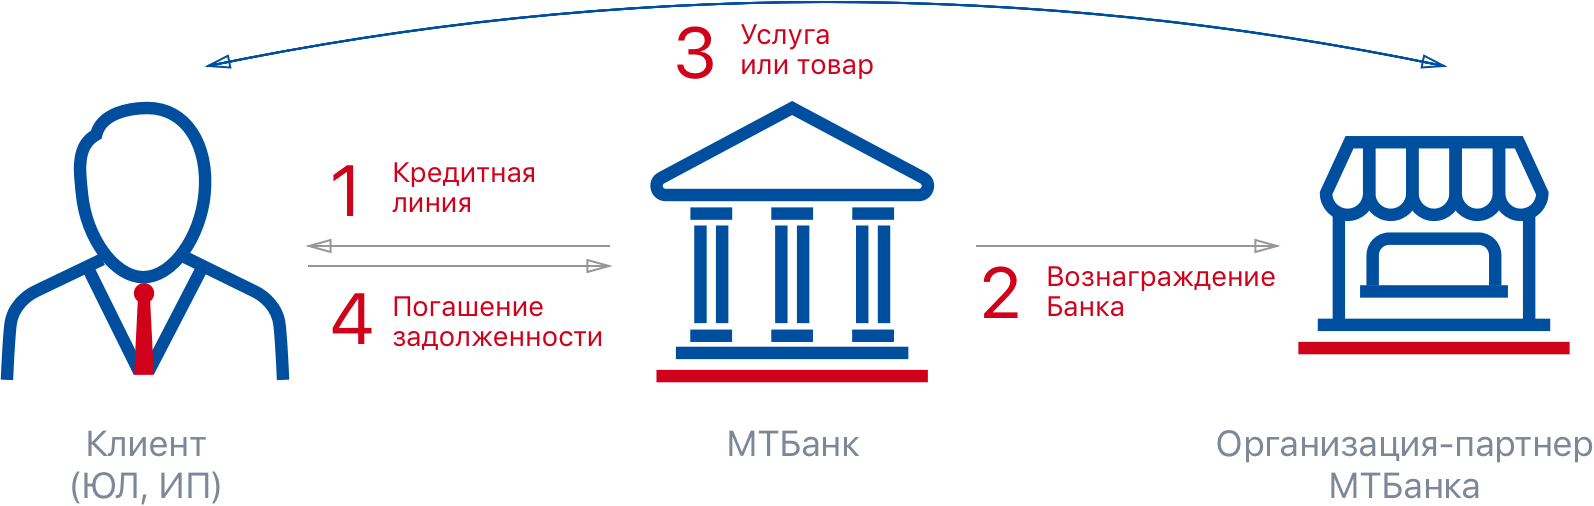 3
Услуга
или товар
1
Кредитная
линия
4
Погашение
задолженности
2
Вознаграждение
Банка
Клиент
(ЮЛ, ИП)
МТБанк
Организация-партнер
МТБанка